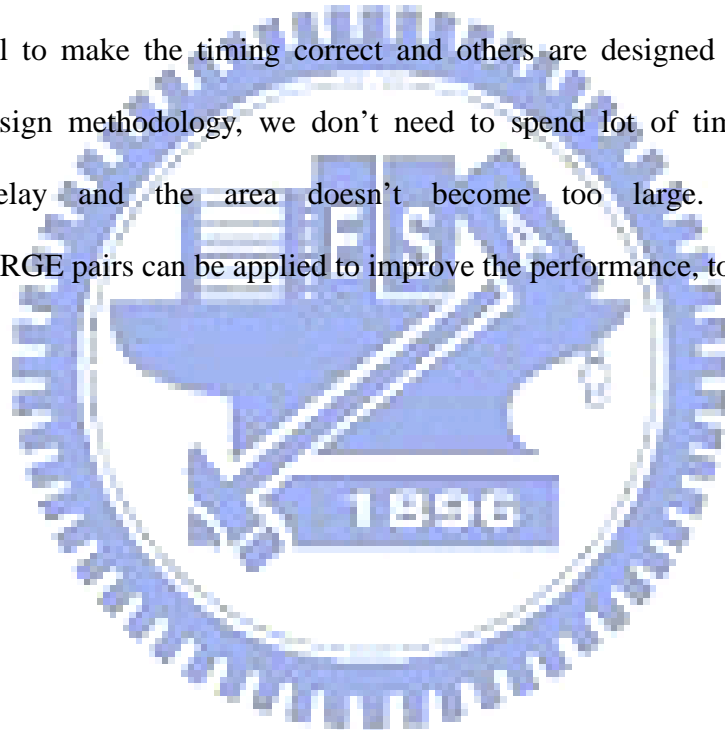 l to make the timing correct and others are designed
sign methodology, we don't need to spend lot of tim
elay and the area doesn't become too large.
RGE pairs can be applied to improve the performance, to
E S A
1896